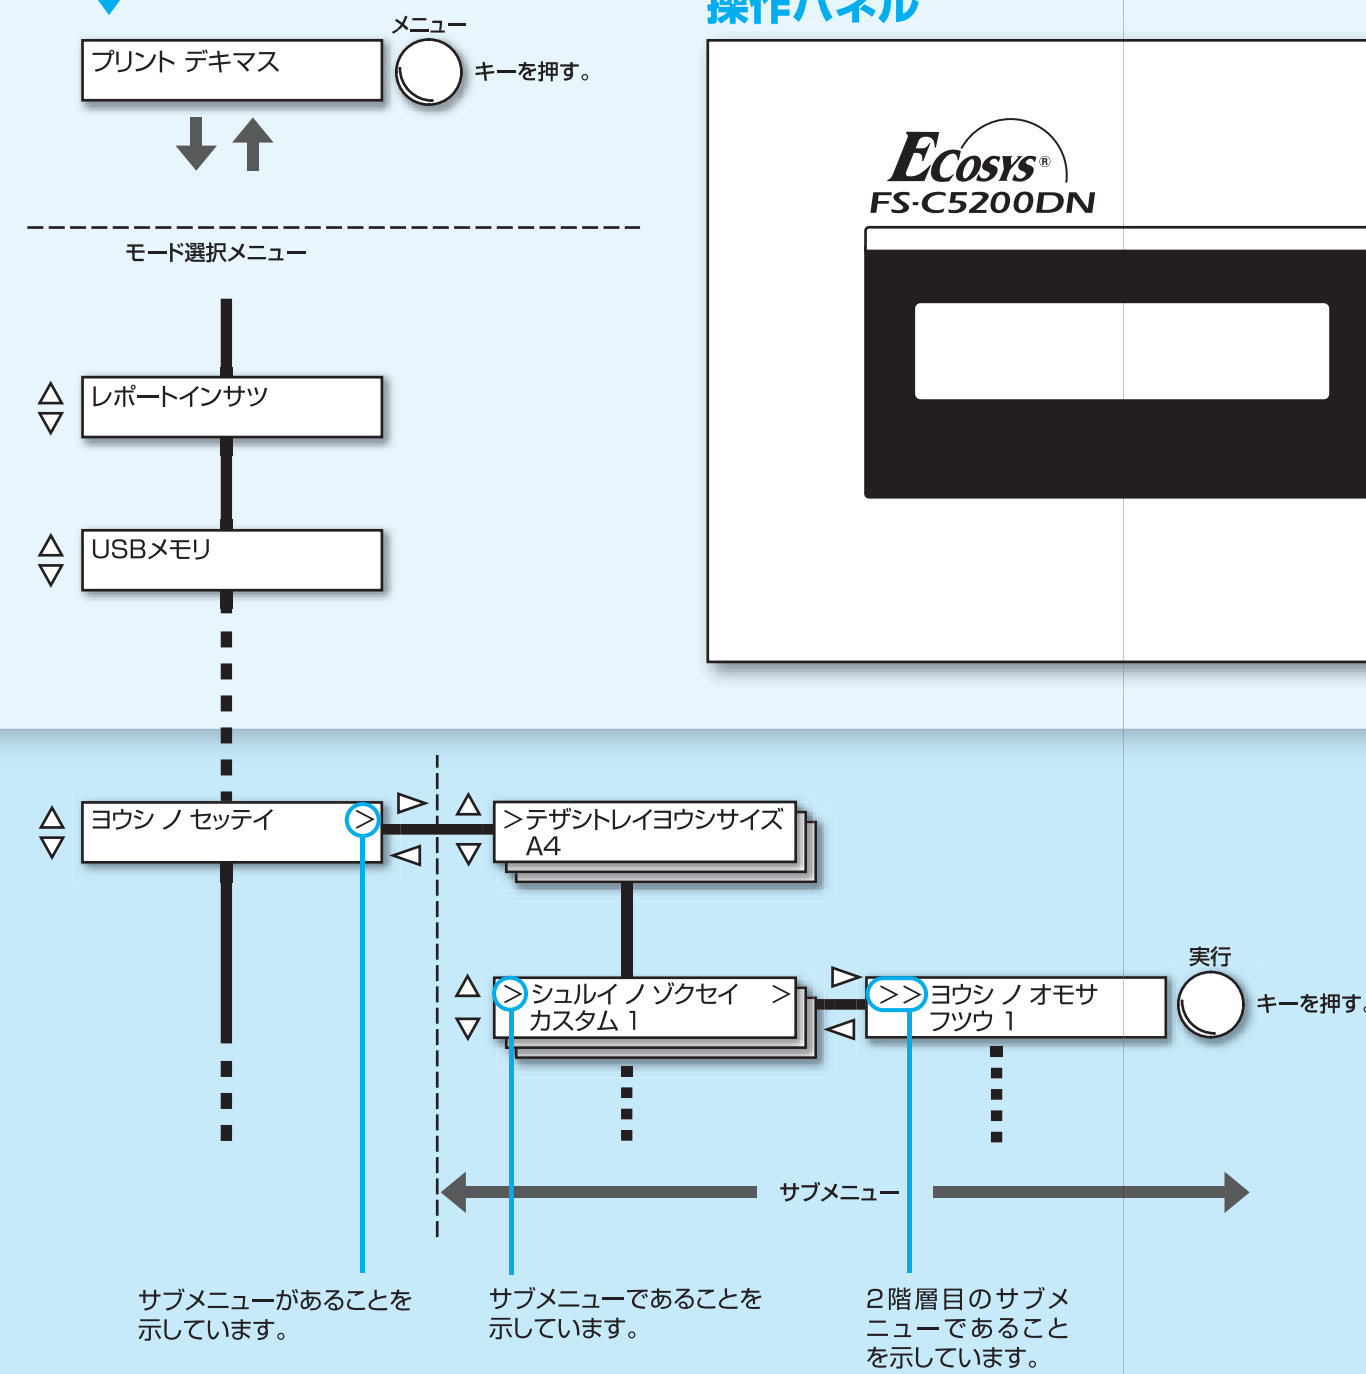 操作パネル
メニュー
プリント デキマス
キーを押す。
ECOSYS®
FS-C5200DN
モード選択メニュー
レポートインサツ
USBメモリ
ヨウシ ノ セッテイ >
>テザシトレイヨウシサイズ
A4
>シュルイ ノ ゾクセイ >
カスタム 1
>>ヨウシ ノ オモサ
フツウ 1
実行
キーを押す。
サブメニュー
サブメニューがあることを
示しています。
サブメニューであることを
示しています。
2階層目のサブメ
ニューであること
を示しています。